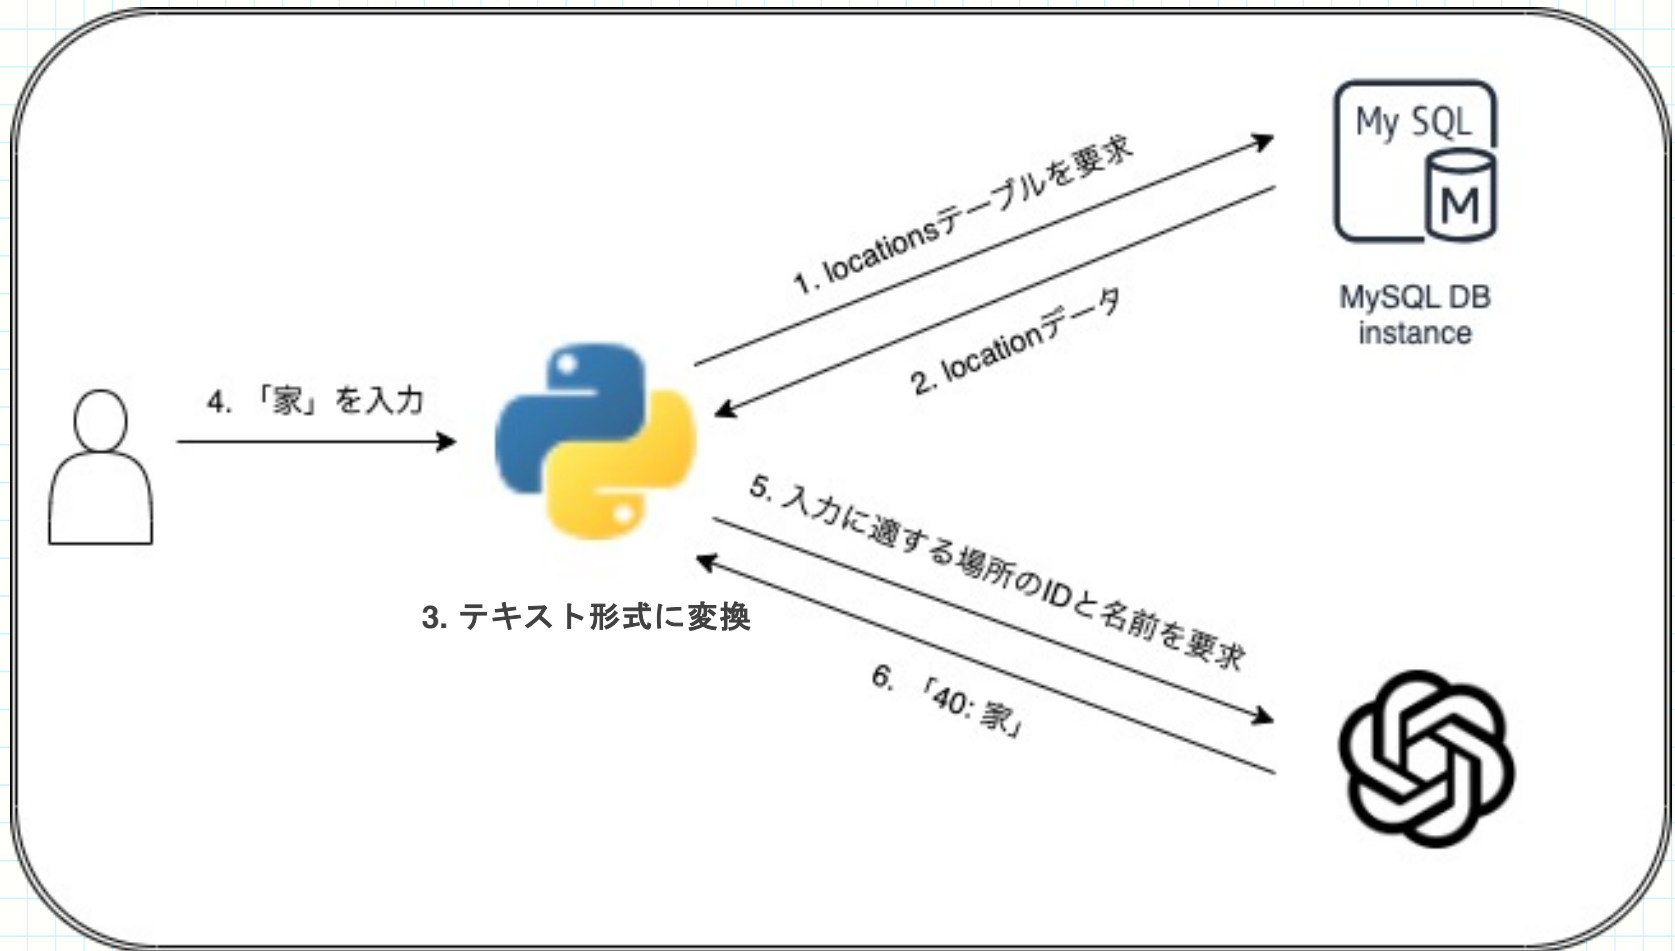 My SQL
M
MySQL DB
instance
1. locationsテーブルを要求
2. locationデータ
3. テキスト形式に変換
4. 「家」を入力
5. 入力に適する場所のIDと名前を要求
6. 「40: 家」